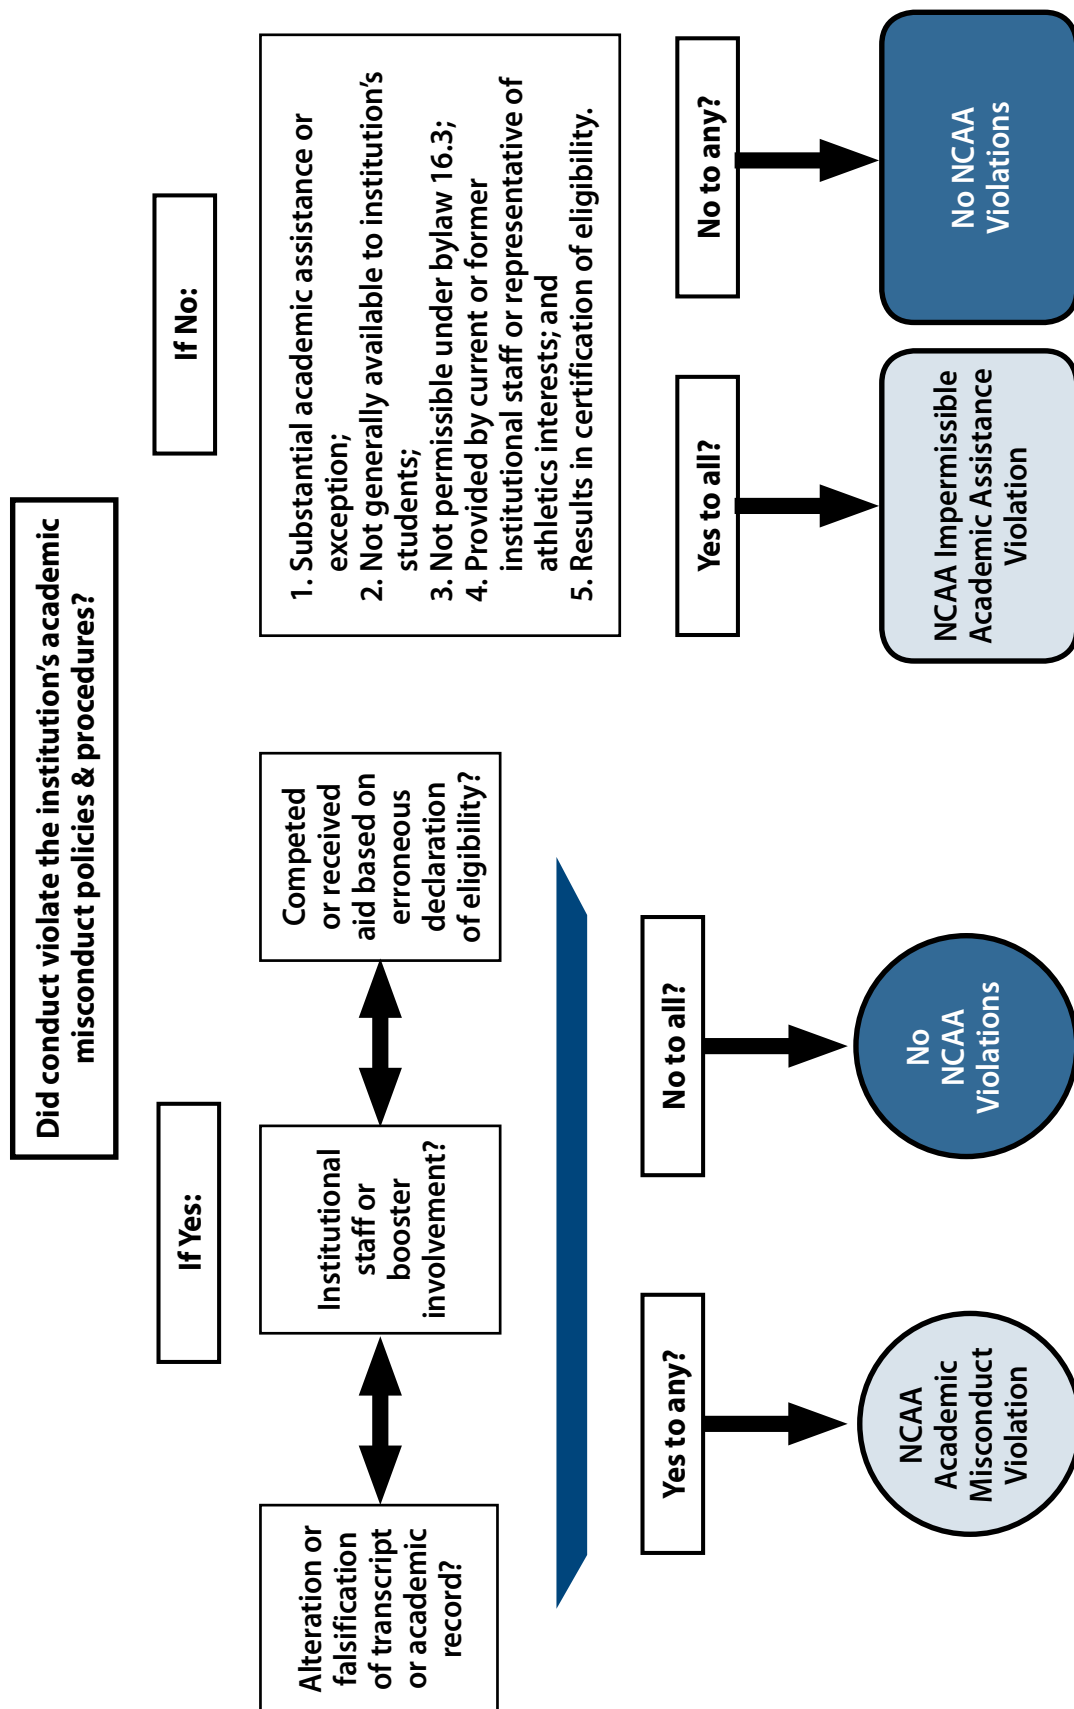 Did conduct violate the institution’s academic
misconduct policies & procedures?
If Yes:
Alteration or
falsification
of transcript
or academic
record?
Institutional
staff or
booster
involvement?
Competed
or received
aid based on
erroneous
declaration
of eligibility?
Yes to any?
NCAA
Academic
Misconduct
Violation
No to all?
No
NCAA
Violations
If No:
1. Substantial academic assistance or
exception;
2. Not generally available to institution’s
students;
3. Not permissible under bylaw 16.3;
4. Provided by current or former
institutional staff or representative of
athletics interests; and
5. Results in certification of eligibility.
Yes to all?
NCAA Impermissible
Academic Assistance
Violation
No to any?
No NCAA
Violations